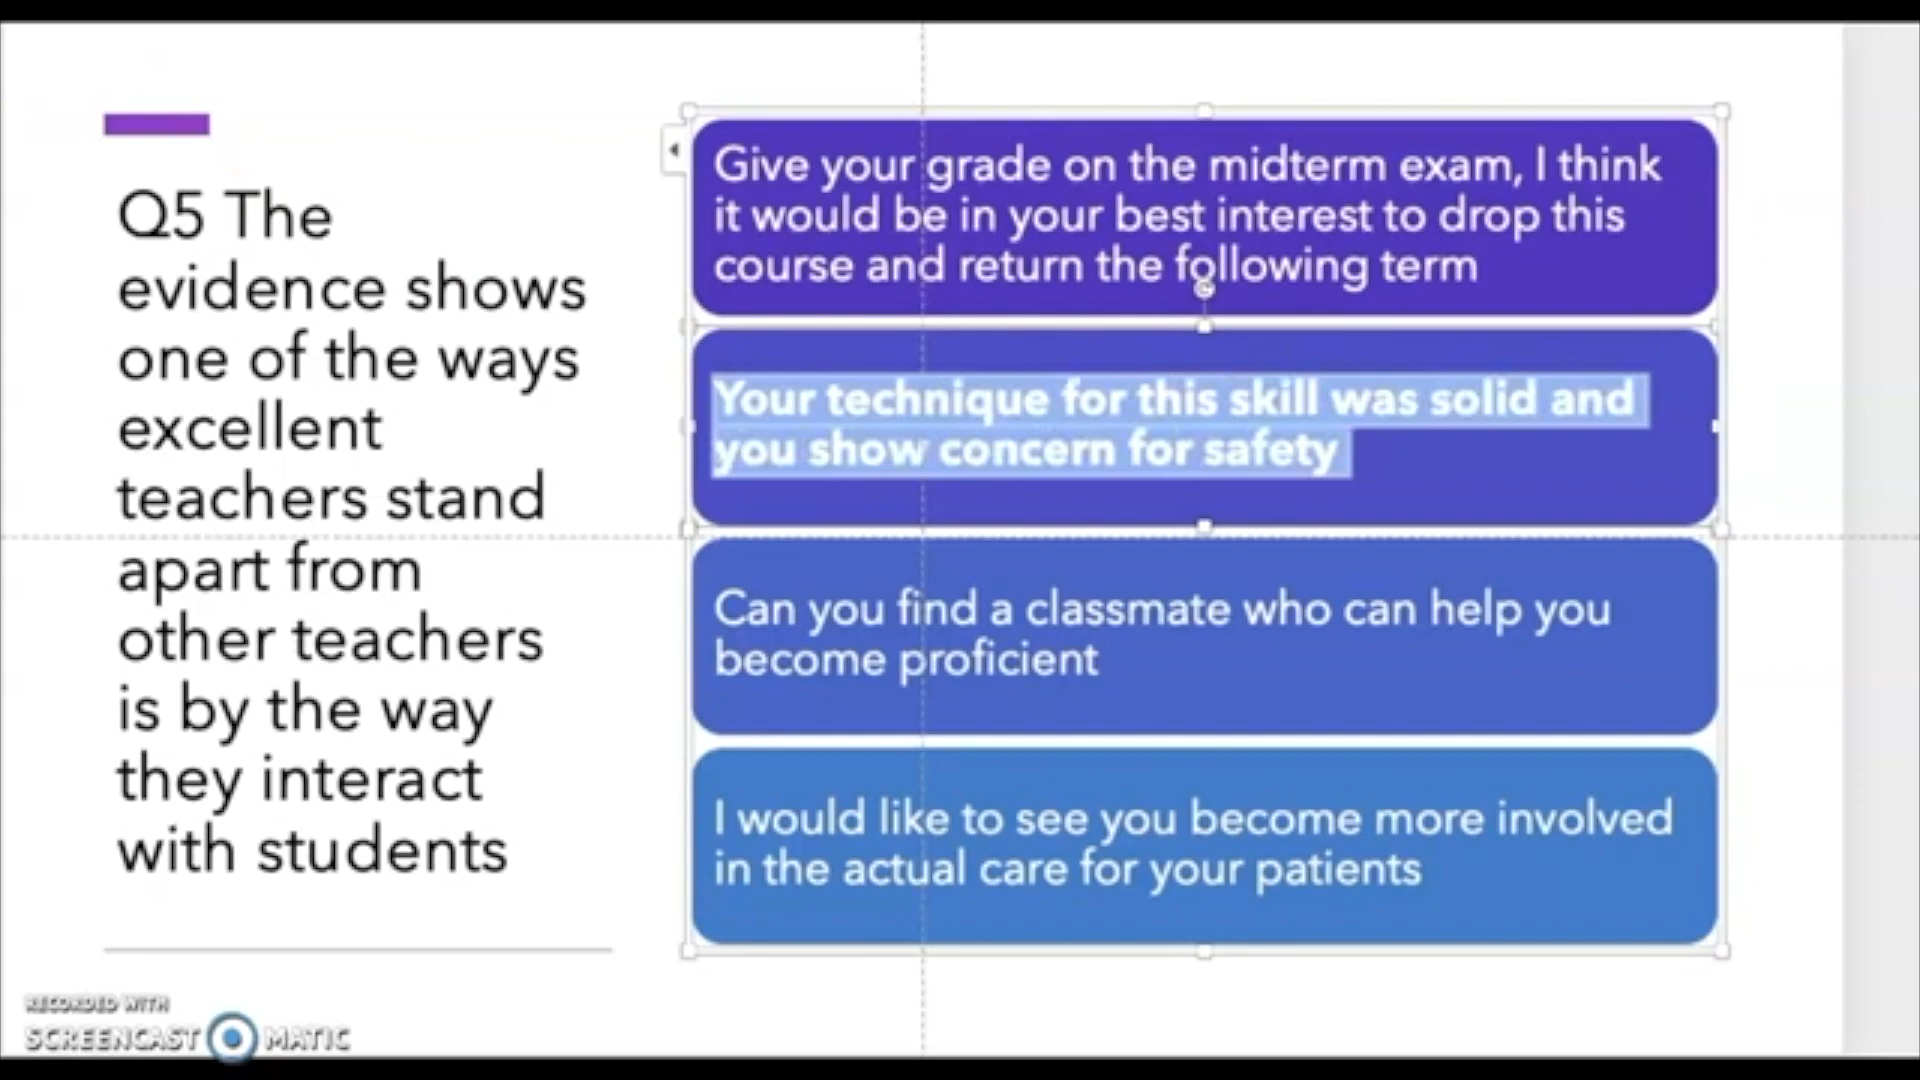 Q5 The
evidence shows
one of the ways
excellent
teachers stand
apart from
other teachers
is by the way
they interact
with students
Give your grade on the midterm exam, I think
it would be in your best interest to drop this
course and return the following term
Your technique for this skill was solid and
you show concern for safety
Can you find a classmate who can help you
become proficient
I would like to see you become more involved
in the actual care for your patients
RECORDED WITH
SCREENCAST MATIC